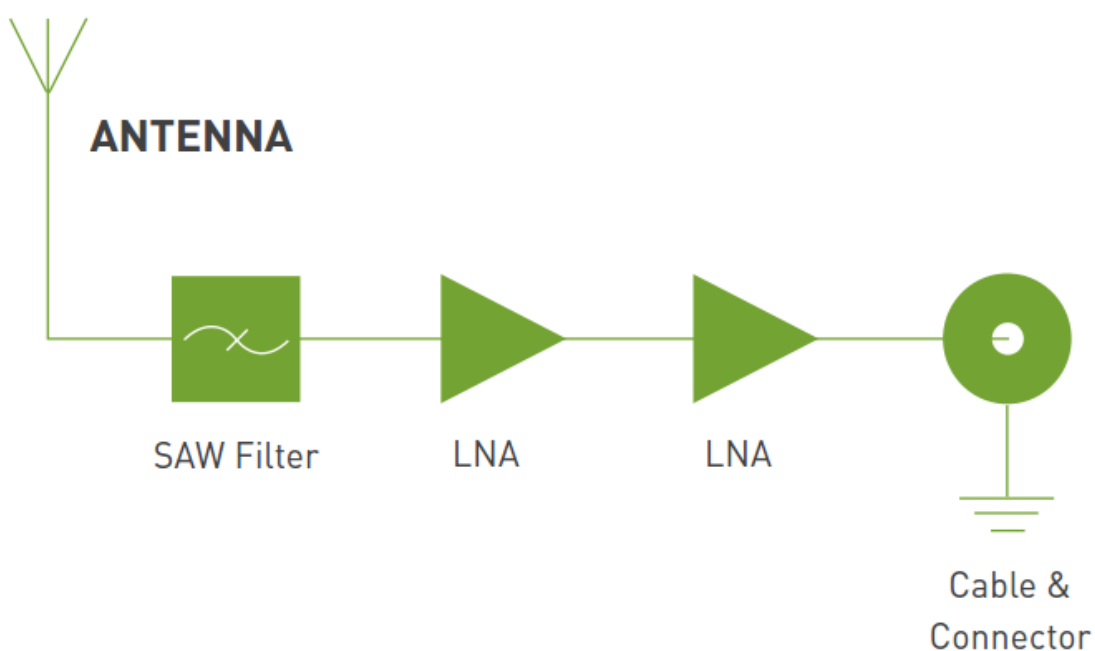 ANTENNA
SAW Filter
LNA
LNA
Cable &
Connector